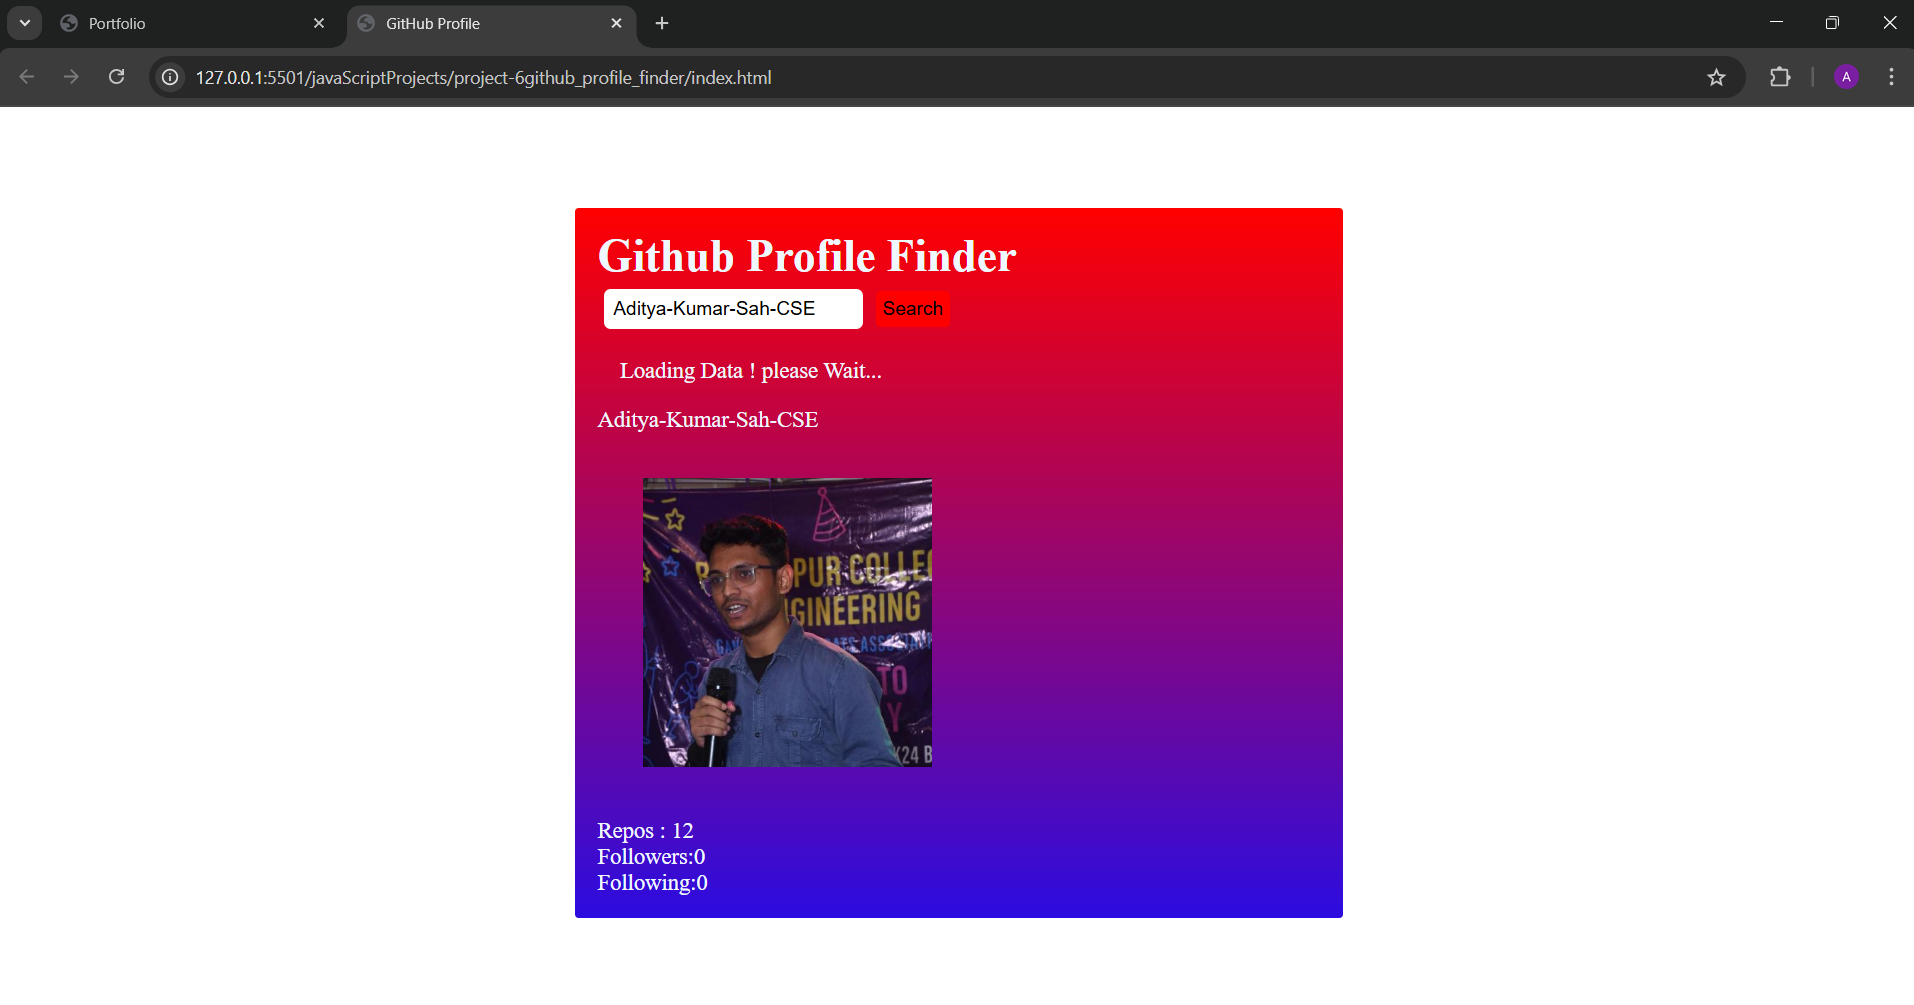 Portfolio
GitHub Profile
127.0.0.1:5501/javaScriptProjects/project-6github_profile_finder/index.html
A
Github Profile Finder
Aditya-Kumar-Sah-CSE
Search
Loading Data ! please Wait...
Aditya-Kumar-Sah-CSE
PUR COLLE
GINEERING
TO
Y
K24 B
Repos : 12
Followers:0
Following:0